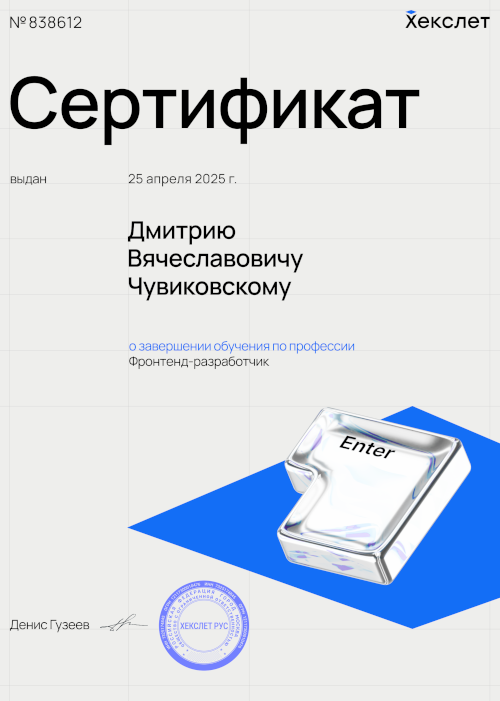 № 838612
Хекслет
Сертификат
выдан
25 апреля 2025 г.
Дмитрию
Вячеславовичу
Чувиковскому
о завершении обучения по профессии
Фронтенд-разработчик
Enter
Денис Гузеев
ХЕКСЛЕТ РУС